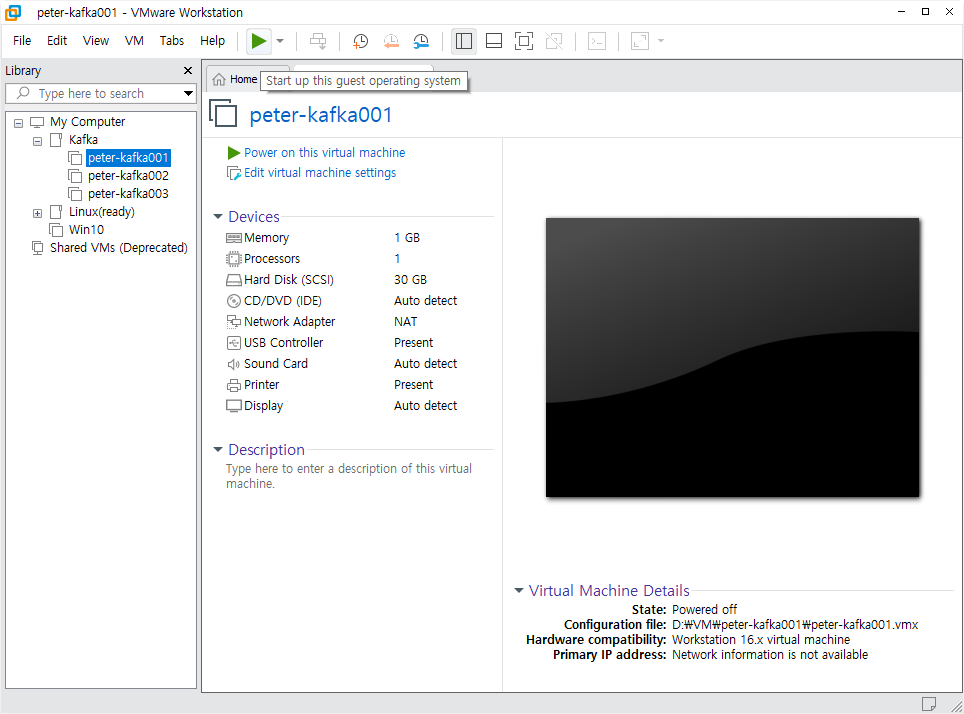 peter-kafka001 - VMware Workstation
File Edit View VM Tabs Help
Library
Type here to search
My Computer
Kafka
peter-kafka001
peter-kafka002
peter-kafka003
Linux(ready)
Win10
Shared VMs (Deprecated)
Home
Start up this guest operating system
peter-kafka001
Power on this virtual machine
Edit virtual machine settings
Devices
Memory 1 GB
Processors 1
Hard Disk (SCSI) 30 GB
CD/DVD (IDE) Auto detect
Network Adapter NAT
USB Controller Present
Sound Card Auto detect
Printer Present
Display Auto detect
Description
Type here to enter a description of this virtual
machine.
Virtual Machine Details
State: Powered off
Configuration file: D:₩VM₩peter-kafka001₩peter-kafka001.vmx
Hardware compatibility: Workstation 16.x virtual machine
Primary IP address: Network information is not available